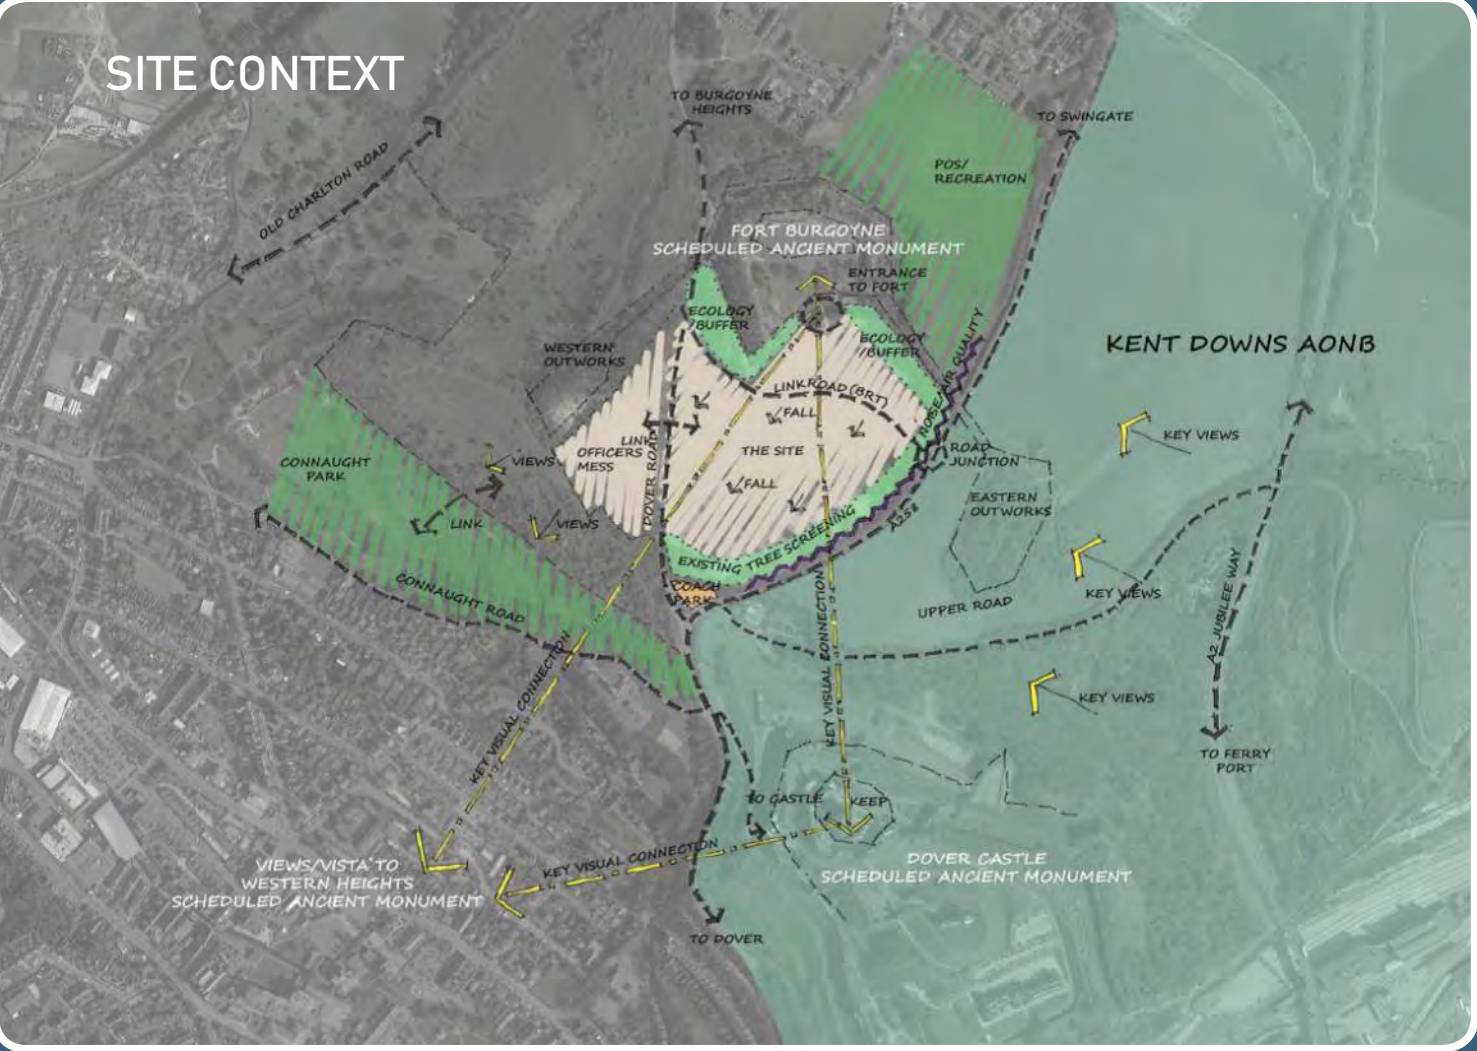 SITE CONTEXT
TO BURGOYNE
HEIGHTS
TO SWINGATE
OLD CHARLTON ROAD
POS/
RECREATION
FORT BURGOYNE
SCHEDULED ANCIENT MONUMENT
ENTRANCE
TO FORT
ECOLOGY
BUFFER
ECOLOGY
BUFFER
WESTERN
OUTWORKS
NOISE/AIR QUALITY
KENT DOWNS AONB
LINK ROAD (BRT)
FALL
LINK
OFFICERS
MESS
DOVER ROAD
THE SITE
FALL
ROAD
JUNCTION
KEY VIEWS
CONNAUGHT
PARK
VIEWS
LINK
VIEWS
EASTERN
OUTWORKS
A258
EXISTING TREE SCREENING
COACH
PARK
CONNAUGHT ROAD
UPPER ROAD
KEY VIEWS
A2 JUBILEE WAY
KEY VISUAL CONNECTION
KEY VISUAL CONNECTION
KEY VIEWS
TO FERRY
PORT
TO CASTLE
KEEP
KEY VISUAL CONNECTION
VIEWS/VISTA TO
WESTERN HEIGHTS
SCHEDULED ANCIENT MONUMENT
DOVER CASTLE
SCHEDULED ANCIENT MONUMENT
TO DOVER